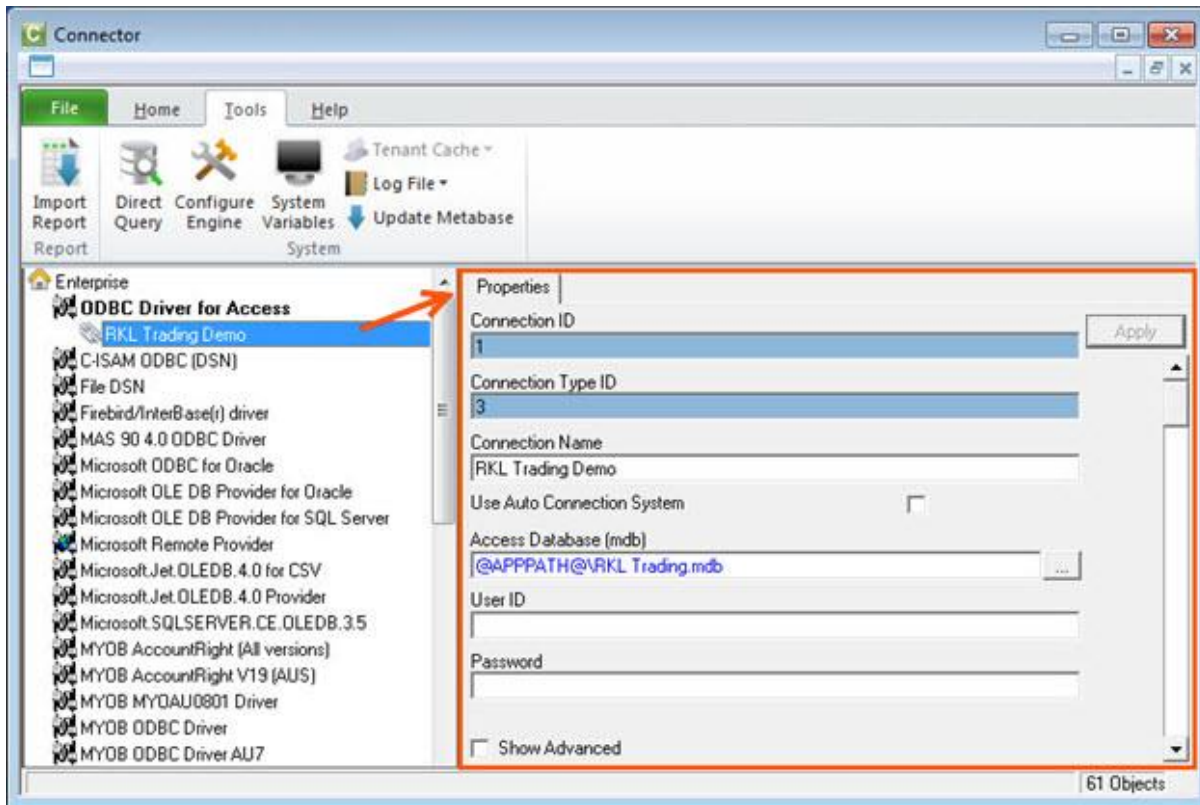 Connector
File Home Tools Help
Import Report
Direct Query
Configure Engine
System Variables
Tenant Cache
Log File
Update Metabase
Report
System
Enterprise
ODBC Driver for Access
RKL Trading Demo
C-ISAM ODBC (DSN)
File DSN
Firebird/InterBase(r) driver
MAS 90 4.0 ODBC Driver
Microsoft ODBC for Oracle
Microsoft OLE DB Provider for Oracle
Microsoft OLE DB Provider for SQL Server
Microsoft Remote Provider
Microsoft.Jet.OLEDB.4.0 for CSV
Microsoft.Jet.OLEDB.4.0 Provider
Microsoft.SQLSERVER.CE.OLEDB.3.5
MYOB AccountRight (All versions)
MYOB AccountRight V19 (AUS)
MYOB MYOAU0801 Driver
MYOB ODBC Driver
MYOB ODBC Driver AU7
Properties
Connection ID
Apply
1
Connection Type ID
3
Connection Name
RKL Trading Demo
Use Auto Connection System
Access Database (mdb)
@APPPATH@\RKL Trading.mdb
...
User ID
Password
Show Advanced
61 Objects